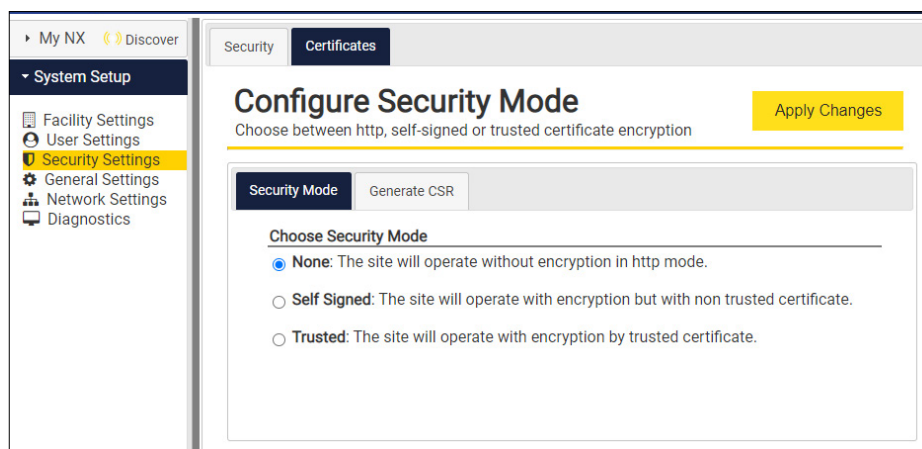 My NX Discover
System Setup
Facility Settings
User Settings
Security Settings
General Settings
Network Settings
Diagnostics
Security Certificates
Configure Security Mode
Choose between http, self-signed or trusted certificate encryption
Apply Changes
Security Mode Generate CSR
Choose Security Mode
None: The site will operate without encryption in http mode.
Self Signed: The site will operate with encryption but with non trusted certificate.
Trusted: The site will operate with encryption by trusted certificate.